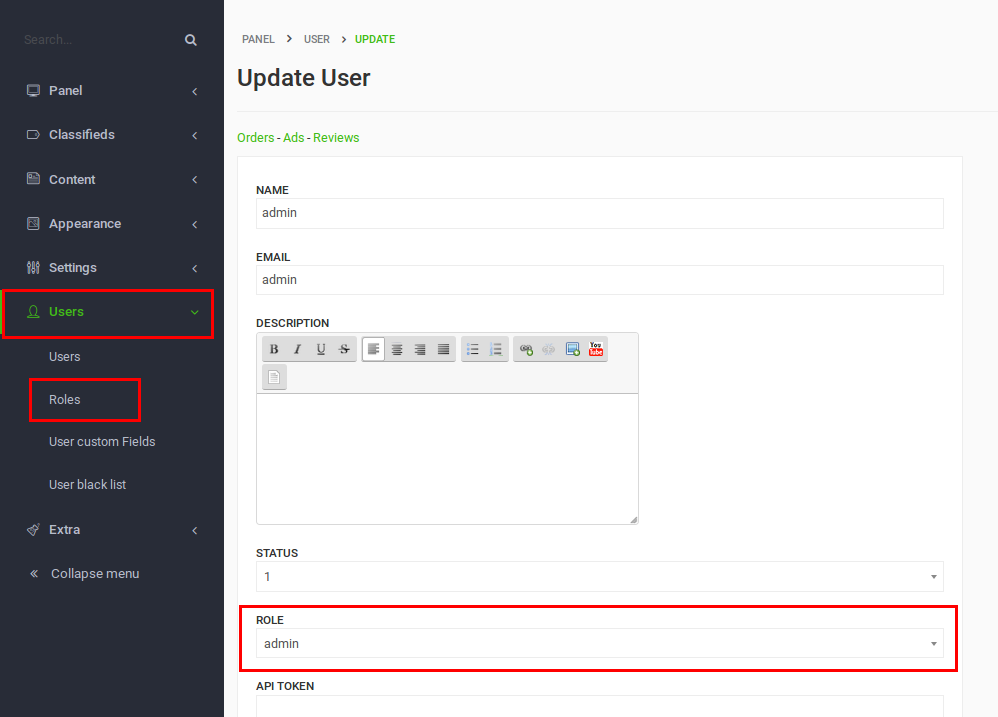 Search...
Panel
Classifieds
Content
Appearance
Settings
Users
Users
Roles
User custom Fields
User black list
Extra
Collapse menu
PANEL USER UPDATE
Update User
Orders - Ads - Reviews
NAME
admin
EMAIL
admin
DESCRIPTION
B I U S
You
Tube
STATUS
1
ROLE
admin
API TOKEN